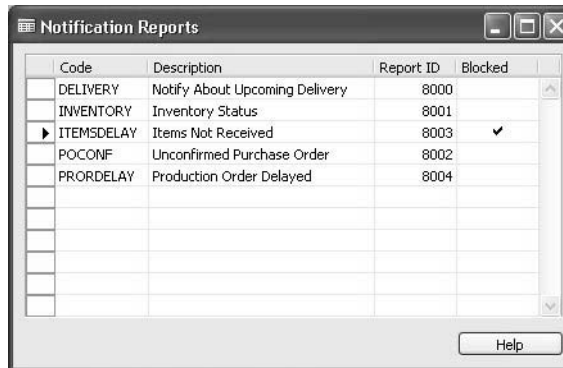 Notification Reports
Code Description Report ID Blocked
DELIVERY Notify About Upcoming Delivery 8000
INVENTORY Inventory Status 8001
ITEMSDELAY Items Not Received 8003 ✔
POCONF Unconfirmed Purchase Order 8002
PRORDELAY Production Order Delayed 8004
Help